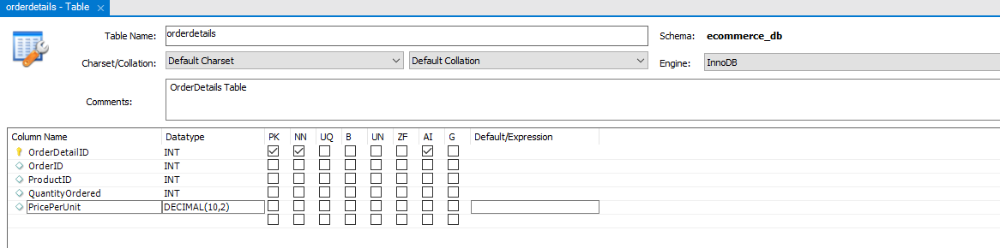 orderdetails - Table ×
Table Name: orderdetails Schema: ecommerce_db
Charset/Collation: Default Charset Default Collation Engine: InnoDB
Comments: OrderDetails Table
Column Name Datatype PK NN UQ B UN ZF AI G Default/Expression
OrderDetailID INT
OrderID INT
ProductID INT
QuantityOrdered INT
PricePerUnit DECIMAL(10,2)